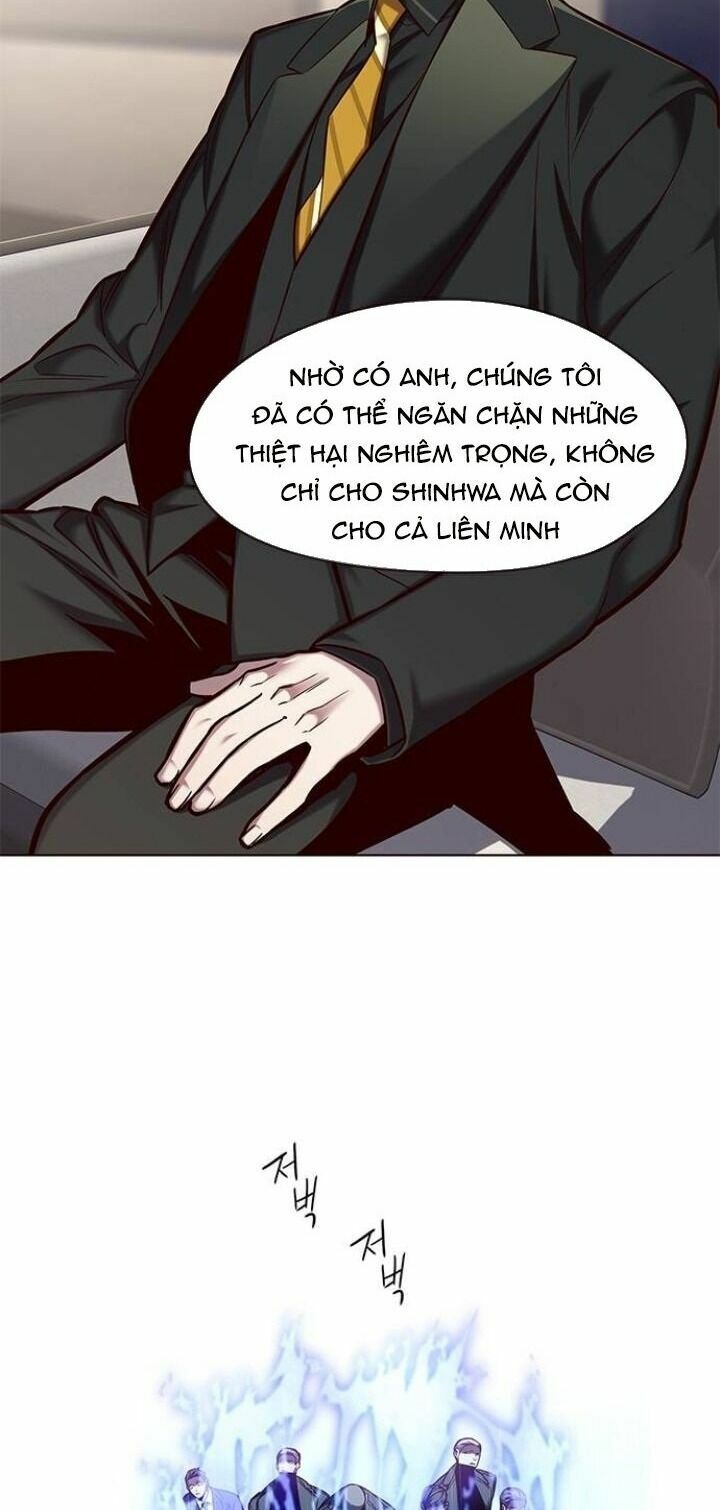 NHỜ CÓ ANH, CHÚNG TÔI
ĐÃ CÓ THỂ NGĂN CHẶN NHỮNG
THIỆT HẠI NGHIÊM TRỌNG, KHÔNG
CHỈ CHO SHINHWA MÀ CÒN
CHO CẢ LIÊN MINH
저벅
저벅